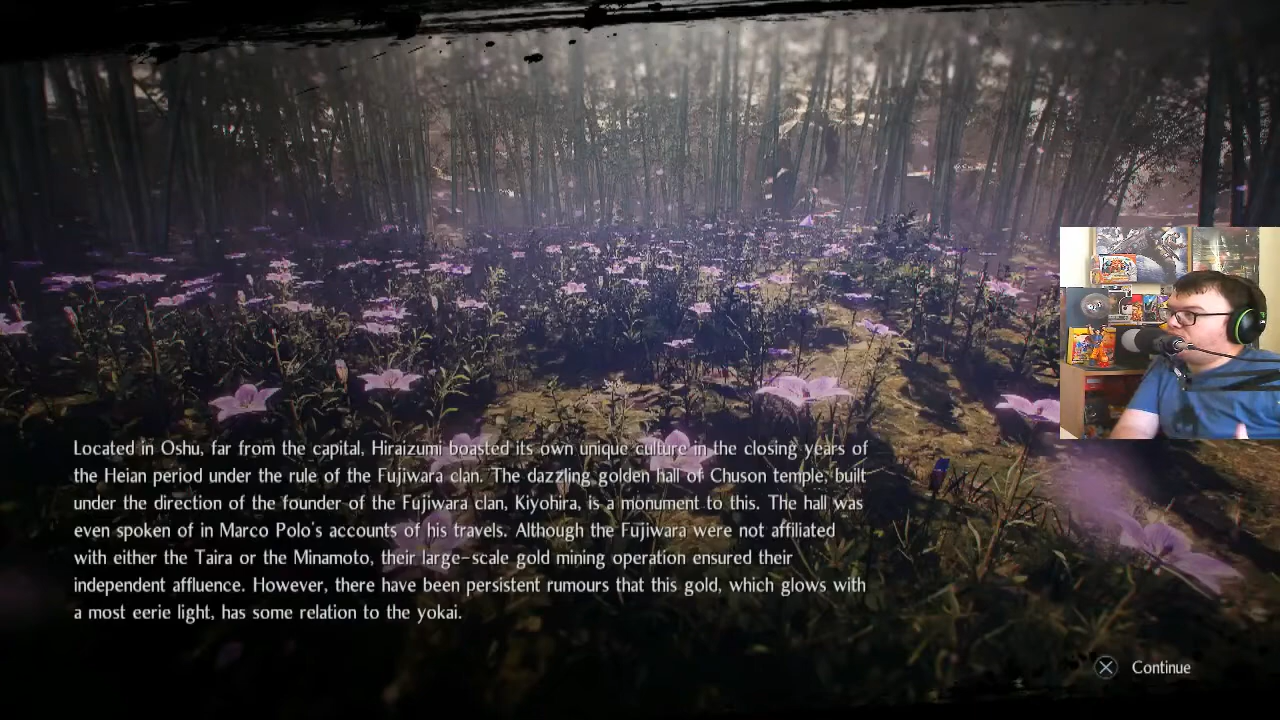 Located in Oshu, far from the capital, Hiraizumi boasted its own unique culture in the closing years of
the Heian period under the rule of the Fujiwara clan. The dazzling golden hall of Chuson temple, built
under the direction of the founder of the Fujiwara clan, Kiyohira, is a monument to this. The hall was
even spoken of in Marco Polo's accounts of his travels. Although the Fujiwara were not affiliated
with either the Taira or the Minamoto, their large-scale gold mining operation ensured their
independent affluence. However, there have been persistent rumours that this gold, which glows with
a most eerie light, has some relation to the yokai.
Continue